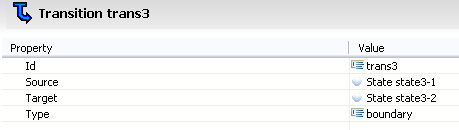 Transition trans3
Property Value
Id trans3
Source State state3-1
Target State state3-2
Type boundary